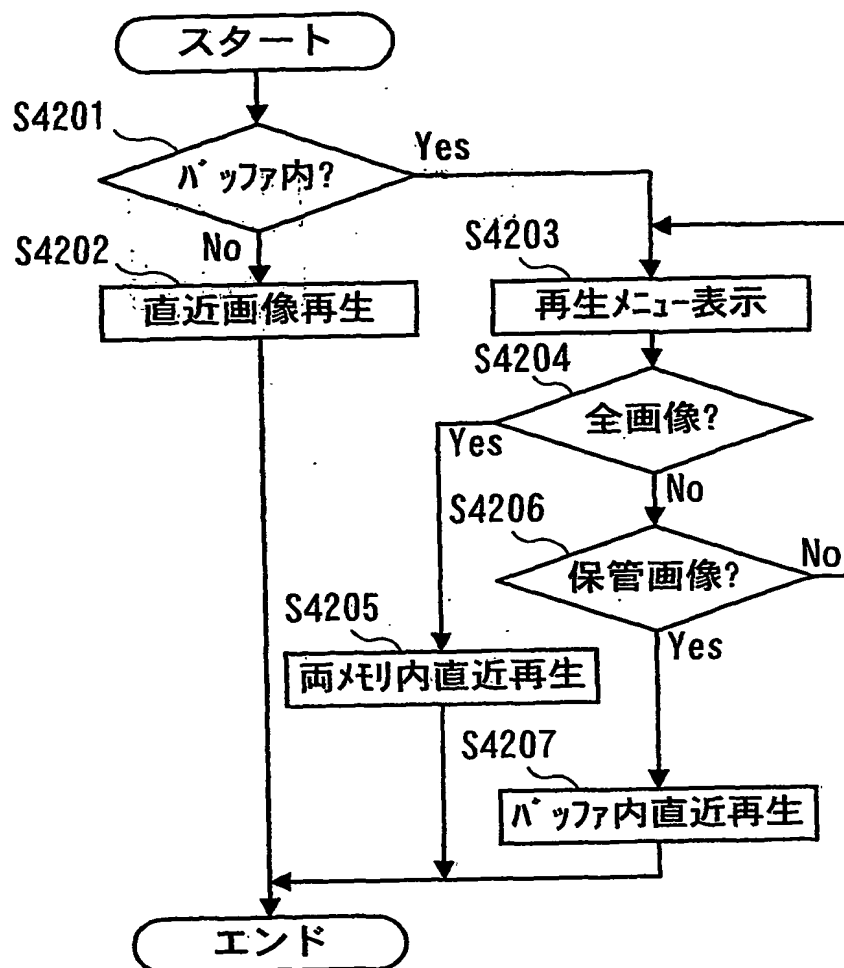 スタート
S4201
バッファ内?
Yes
No
S4202
直近画像再生
S4203
再生メニュー表示
S4204
全画像?
Yes
No
S4206
保管画像?
No
Yes
S4205
両メモリ内直近再生
S4207
バッファ内直近再生
エンド